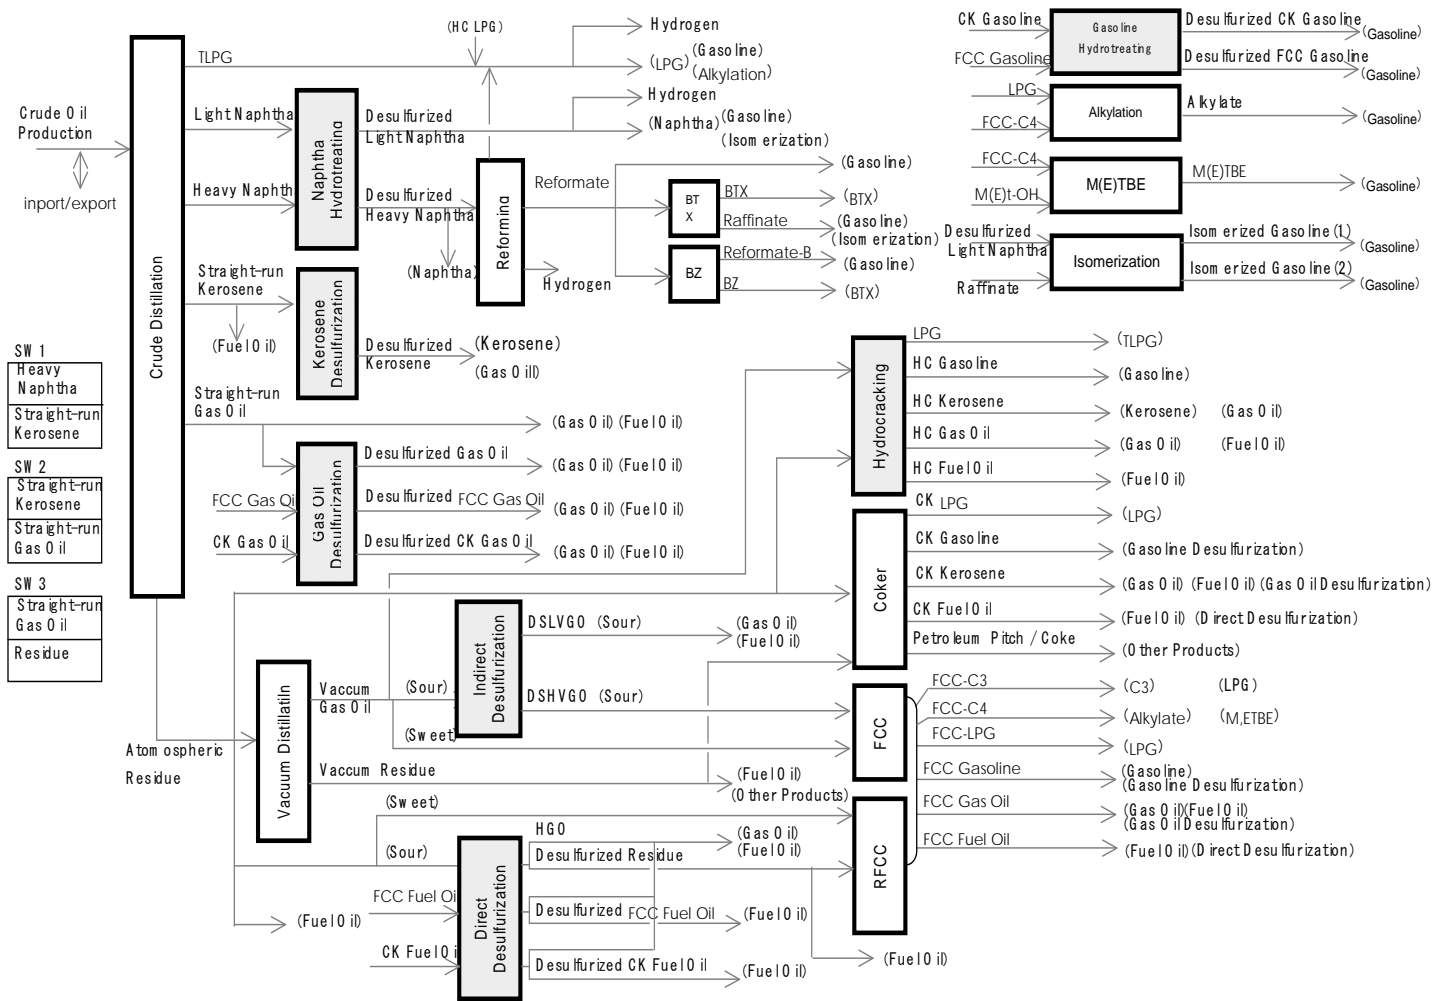 (HC LPG)
Hydrogen
TLPG
(LPG)
(Gasoline)
(Alkylation)
Hydrogen
Crude Oil
Production
inport/export
Crude Distillation
Light Naphtha
Heavy Naphth
Naphtha
Hydrotreating
Desulfurized
Light Naphtha
(Naphtha)
(Gasoline)
(Isomerization)
Desulfurized
Heavy Naphtha
(Naphtha)
Reforming
Reformate
Hydrogen
(Gasoline)
BT
X
BTX
(BTX)
Raffinate
(Gasoline)
(Isomerization)
BZ
Reformate-B
(Gasoline)
BZ
(BTX)
CK Gasoline
FCC Gasoline
Gasoline
Hydrotreating
Desulfurized CK Gasoline
(Gasoline)
Desulfurized FCC Gasoline
(Gasoline)
LPG
FCC-C4
Alkylation
Alkylate
(Gasoline)
FCC-C4
M(E)t-OH
M(E)TBE
M(E)TBE
(Gasoline)
Desulfurized
Light Naphtha
Raffinate
Isomerization
Isomerized Gasoline(1)
(Gasoline)
Isomerized Gasoline(2)
(Gasoline)
Straight-run
Kerosene
(Fuel Oil)
Kerosene
Desulfurization
Desulfurized
Kerosene
(Kerosene)
(Gas Oill)
SW 1
Heavy
Naphtha
Straight-run
Kerosene
SW 2
Straight-run
Kerosene
Straight-run
Gas Oil
SW 3
Straight-run
Gas Oil
Residue
Straight-run
Gas Oil
(Gas Oil)(Fuel Oil)
Gas Oil
Desulfurization
Desulfurized Gas Oil
(Gas Oil)(Fuel Oil)
FCC Gas Oi
Desulfurized FCC Gas Oil
(Gas Oil)(Fuel Oil)
CK Gas Oil
Desulfurized CK Gas Oil
(Gas Oil)(Fuel Oil)
Hydrocracking
LPG
(TLPG)
HC Gasoline
(Gasoline)
HC Kerosene
(Kerosene)
(Gas Oil)
HC Gas Oil
(Gas Oil)
(Fuel Oil)
HC Fuel Oil
(Fuel Oil)
Coker
CK LPG
(LPG)
CK Gasoline
(Gasoline Desulfurization)
CK Kerosene
(Gas Oil)(Fuel Oil)(Gas Oil Desulfurization)
CK Fuel Oil
(Fuel Oil)(Direct Desulfurization)
Petroleum Pitch / Coke
(Other Products)
Atomospheric
Residue
Vacuum Distillatiln
Vaccum
Gas Oil
(Sour)
(Sweet)
Indirect
Desulfurization
DSLVGO (Sour)
(Gas Oil)
(Fuel Oil)
DSHVGO (Sour)
Vaccum Residue
(Fuel Oil)
(Other Products)
FCC
RFCC
FCC-C3
(C3)
(LPG)
FCC-C4
(Alkylate)
(M,ETBE)
FCC-LPG
(LPG)
FCC Gasoline
(Gasoline)
(Gasoline Desulfurization)
FCC Gas Oil
(Gas Oil)(Fuel Oil)
(Gas Oil Desulfurization)
FCC Fuel Oil
(Fuel Oil)(Direct Desulfurization)
(Sweet)
(Sour)
(Fuel Oil)
Direct
Desulfurization
HGO
(Gas Oil)
(Fuel Oil)
Desulfurized Residue
FCC Fuel Oi
Desulfurized FCC Fuel Oil
(Fuel Oil)
CK Fuel Oi
Desulfurized CK Fuel Oil
(Fuel Oil)
(Fuel Oil)